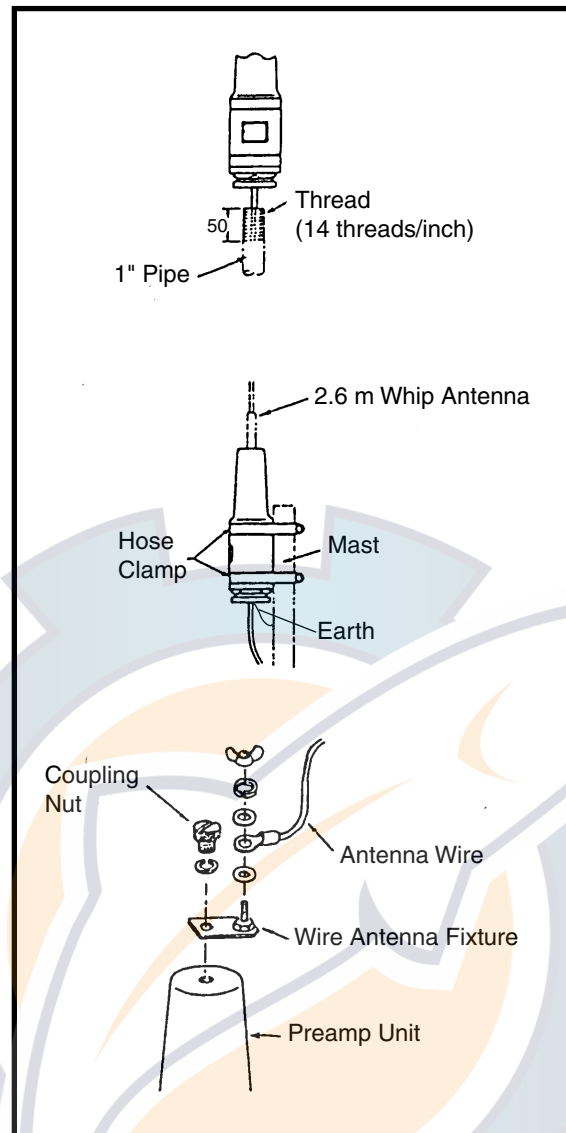 50
Thread
(14 threads/inch)
1" Pipe
2.6 m Whip Antenna
Hose
Clamp
Mast
Earth
Coupling
Nut
Antenna Wire
Wire Antenna Fixture
Preamp Unit